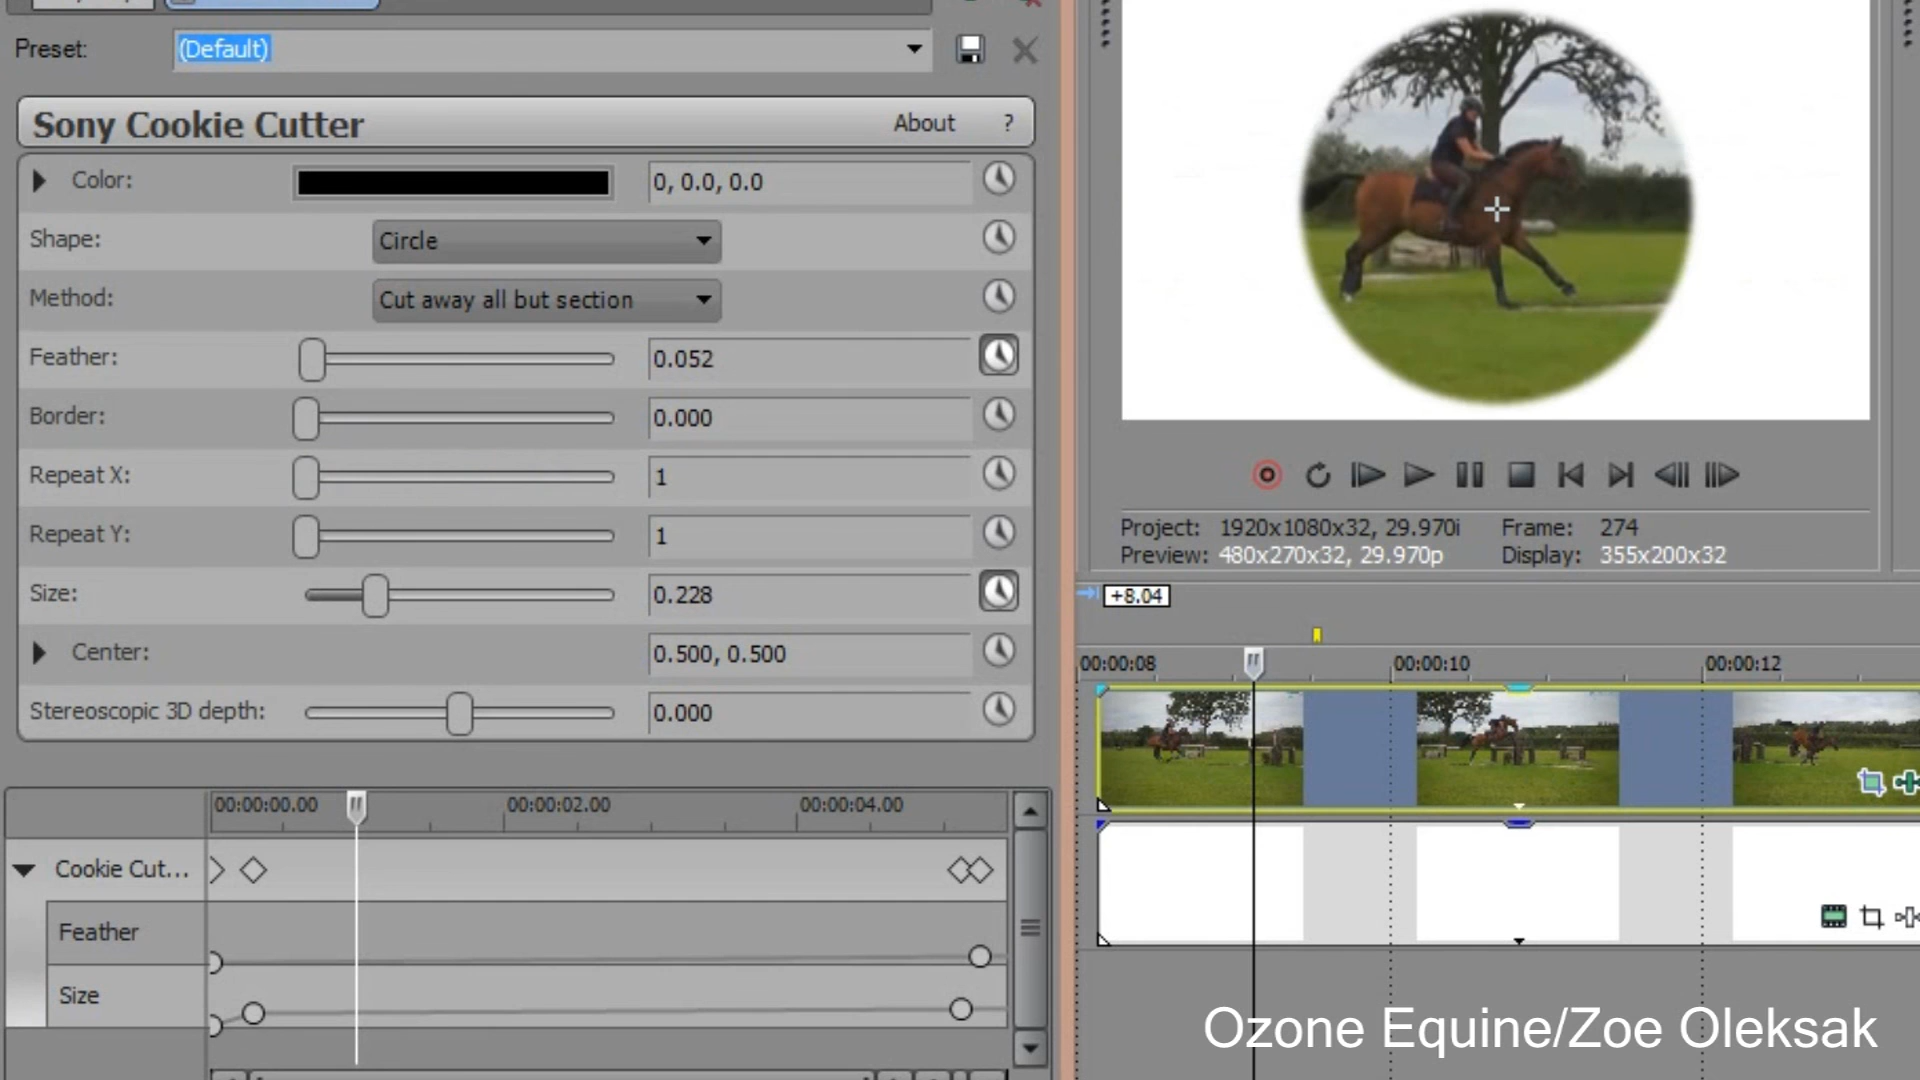 Preset:
(Default)
Sony Cookie Cutter
About
?
Color:
0, 0.0, 0.0
Shape:
Circle
Method:
Cut away all but section
Feather:
0.052
Border:
0.000
Repeat X:
1
Repeat Y:
1
Size:
0.228
Center:
0.500, 0.500
Stereoscopic 3D depth:
0.000
00:00:00.00
00:00:02.00
00:00:04.00
Cookie Cut...
Feather
Size
Project: 1920x1080x32, 29.970i Frame: 274
Preview: 480x270x32, 29.970p Display: 355x200x32
+8.04
00:00:08
00:00:10
00:00:12
Ozone Equine/Zoe Oleksak